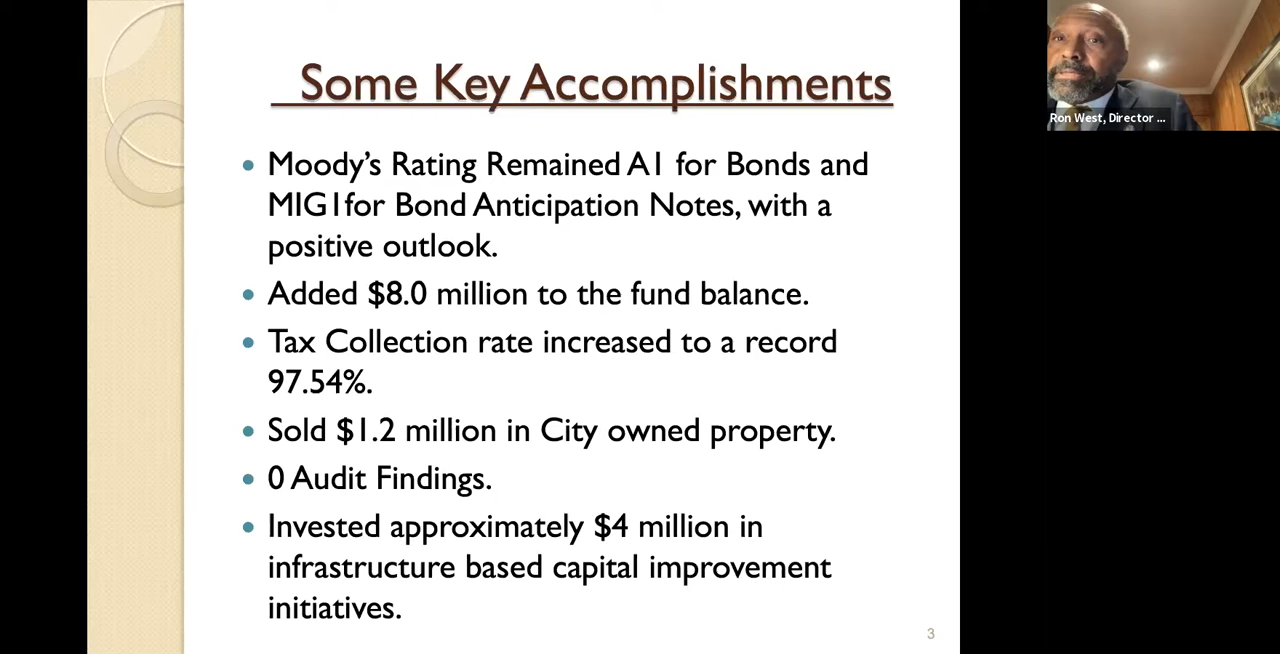 Some Key Accomplishments
Ron West, Director ...
• Moody's Rating Remained A1 for Bonds and
MIG1for Bond Anticipation Notes, with a
positive outlook.
• Added $8.0 million to the fund balance.
• Tax Collection rate increased to a record
97.54%.
• Sold $1.2 million in City owned property.
• 0 Audit Findings.
• Invested approximately $4 million in
infrastructure based capital improvement
initiatives.
3